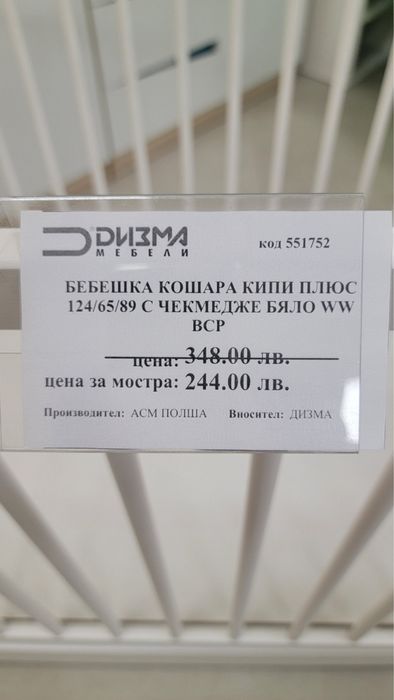 ДИЗМА
МЕБЕЛИ
код 551752
БЕБЕШКА КОШАРА КИПИ ПЛЮС
124/65/89 С ЧЕКМЕДЖЕ БЯЛО WW
BCP
цена: 348.00 лв.
цена за мостра: 244.00 лв.
Производител: АСМ ПОЛША Вносител: ДИЗМА